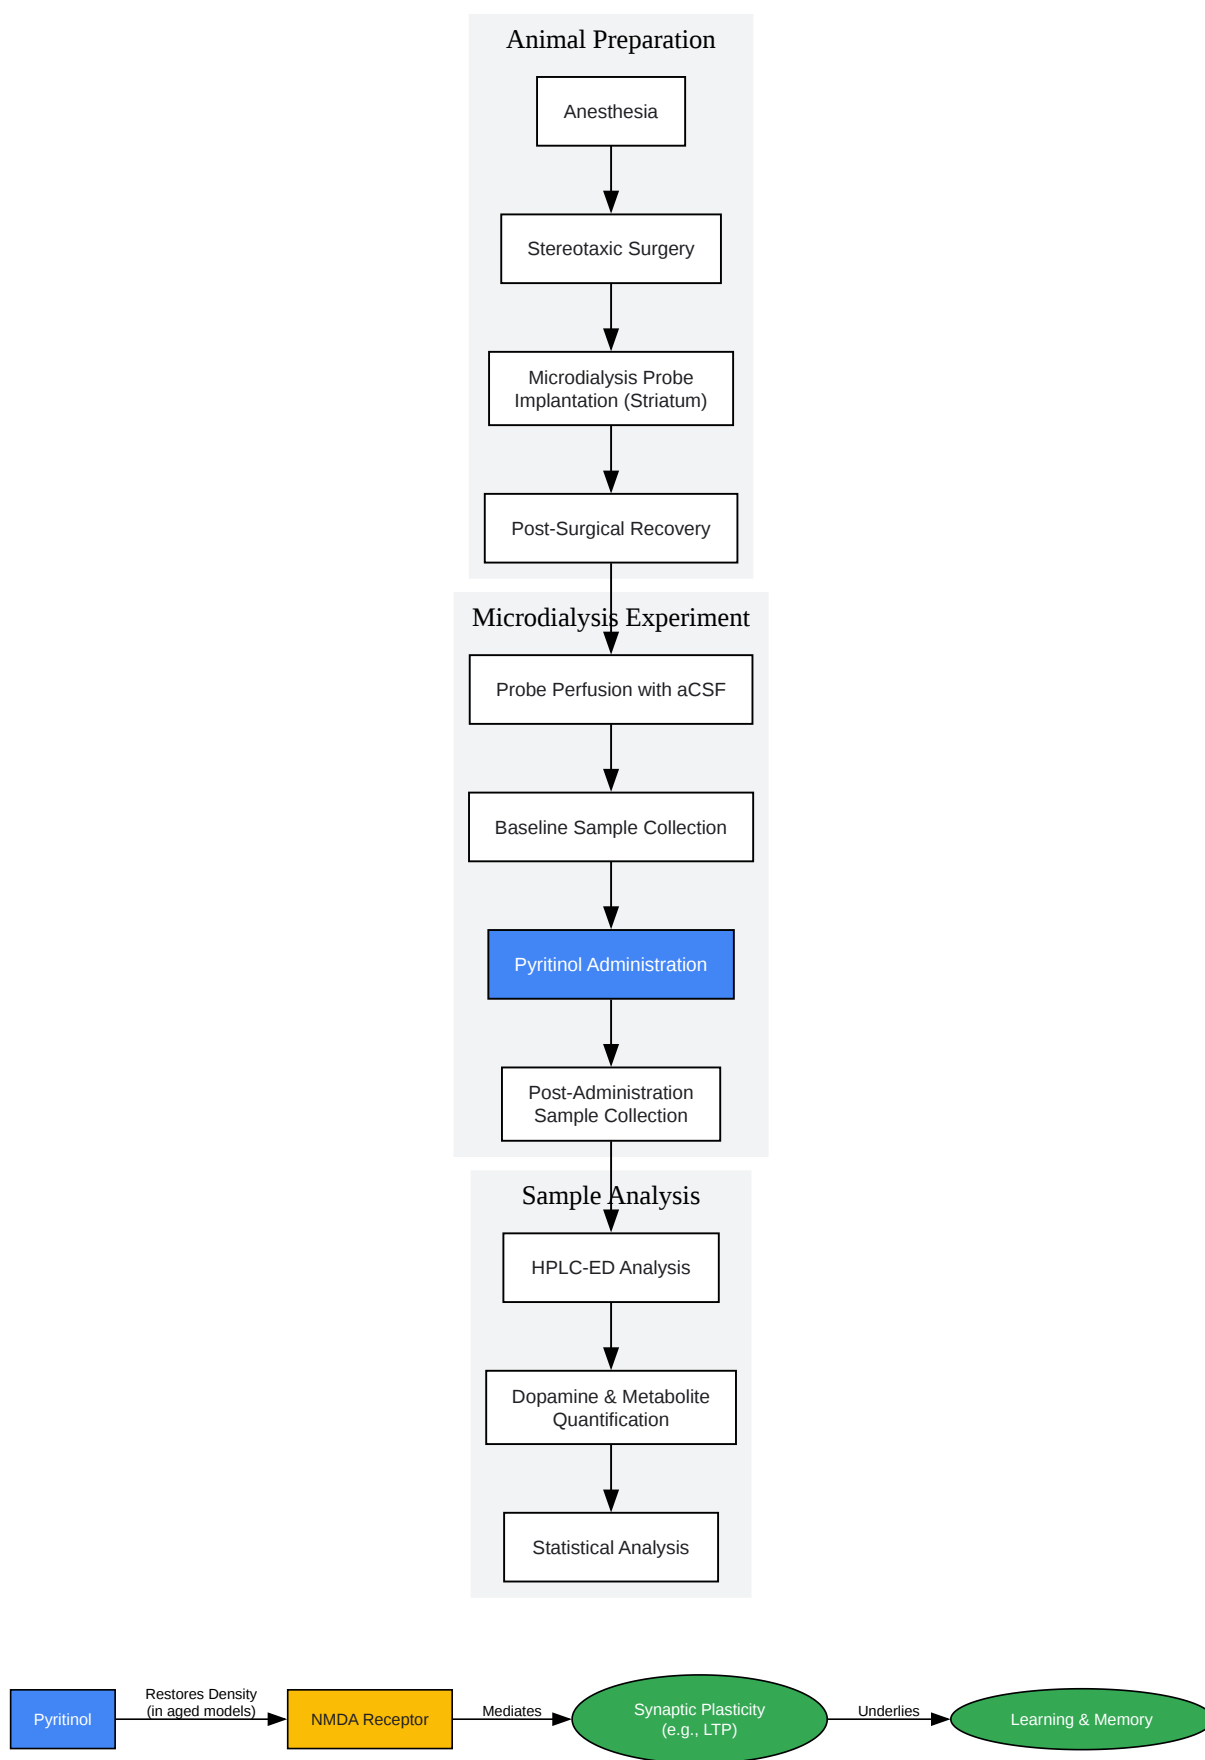 Animal Preparation
Anesthesia
Stereotaxic Surgery
Microdialysis Probe
Implantation (Striatum)
Post-Surgical Recovery
Microdialysis Experiment
Probe Perfusion with aCSF
Baseline Sample Collection
Pyritinol Administration
Post-Administration
Sample Collection
Sample Analysis
HPLC-ED Analysis
Dopamine & Metabolite
Quantification
Statistical Analysis
Pyritinol
Restores Density
(in aged models)
NMDA Receptor
Mediates
Synaptic Plasticity
(e.g., LTP)
Underlies
Learning & Memory